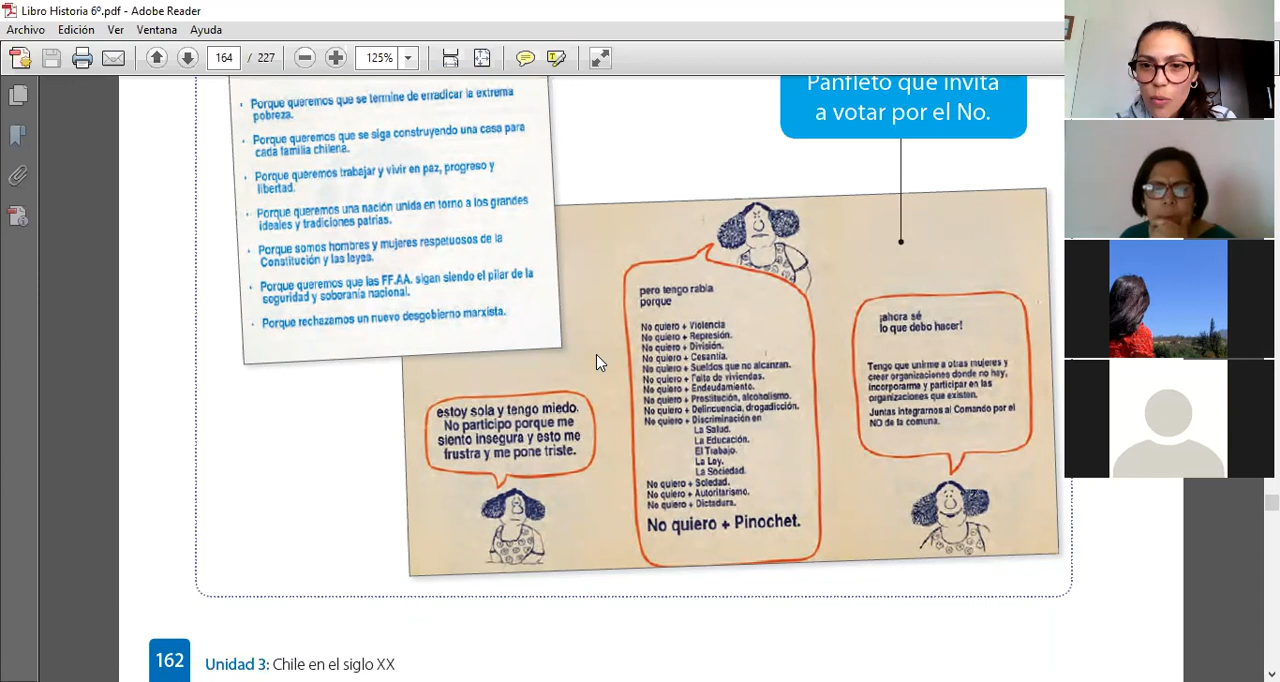 Libro Historia 6º.pdf - Adobe Reader
Archivo Edición Ver Ventana Ayuda
164 / 227 125%
Porque queremos que se termine de erradicar la extrema
pobreza.
Porque queremos que se siga construyendo una casa para
cada familia chilena.
Porque queremos trabajar y vivir en paz, progreso y
libertad.
Porque queremos una nación unida en torno a los grandes
ideales y tradiciones patrias.
Porque somos hombres y mujeres respetuosos de la
Constitución y las leyes.
Porque queremos que las FF.AA. sigan siendo el pilar de la
seguridad y soberanía nacional.
Porque rechazamos un nuevo desgobierno marxista.
Panfleto que invita
a votar por el No.
estoy sola y tengo miedo.
No participo porque me
siento insegura y esto me
frustra y me pone triste.
pero tengo rabia
porque
No quiero + Violencia
No quiero + Represión.
No quiero + División.
No quiero + Cesantía.
No quiero + Sueldos que no alcanzan.
No quiero + Falta de viviendas.
No quiero + Endeudamiento.
No quiero + Prostitución, alcoholismo.
No quiero + Delincuencia, drogadicción.
No quiero + Discriminación en
La Salud.
La Educación.
El Trabajo.
La Ley.
La Sociedad.
No quiero + Soledad.
No quiero + Autoritarismo.
No quiero + Dictadura.
No quiero + Pinochet.
¡ahora sé
lo que debo hacer!
Tengo que unirme a otras mujeres y
crear organizaciones donde no hay,
incorporarme y participar en las
organizaciones que existen.
Juntas integrarnos al Comando por el
NO de la comuna.
162 Unidad 3: Chile en el siglo XX